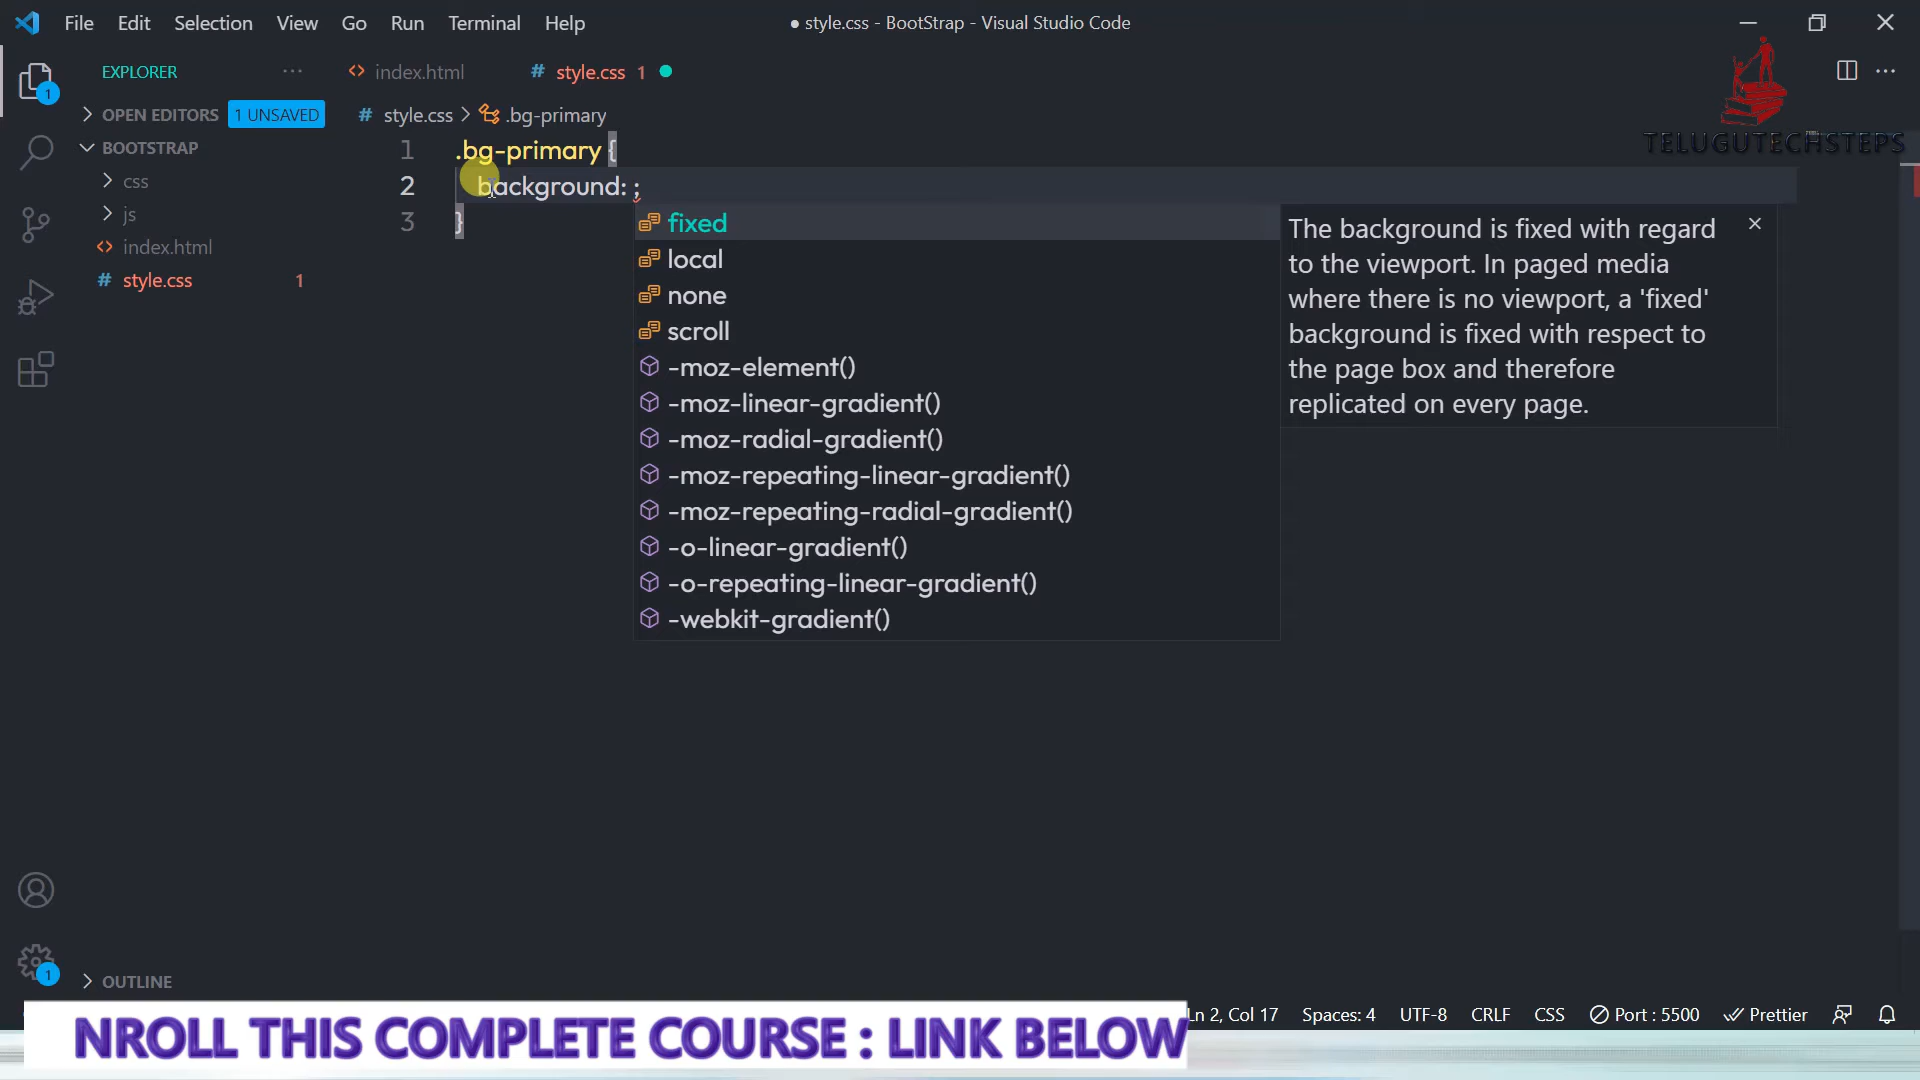 File Edit Selection View Go Run Terminal Help ● style.css - BootStrap - Visual Studio Code
EXPLORER ··· index.html # style.css 1
OPEN EDITORS 1 UNSAVED # style.css > .bg-primary
TELUGUTECHSTEPS
BOOTSTRAP
1 .bg-primary {
css
2 background: ;
js
3 }
index.html
# style.css 1
fixed
local
none
scroll
-moz-element()
-moz-linear-gradient()
-moz-radial-gradient()
-moz-repeating-linear-gradient()
-moz-repeating-radial-gradient()
-o-linear-gradient()
-o-repeating-linear-gradient()
-webkit-gradient()
The background is fixed with regard
to the viewport. In paged media
where there is no viewport, a 'fixed'
background is fixed with respect to
the page box and therefore
replicated on every page.
1
1
OUTLINE
Ln 2, Col 17 Spaces: 4 UTF-8 CRLF CSS Port : 5500 Prettier
NROLL THIS COMPLETE COURSE : LINK BELOW